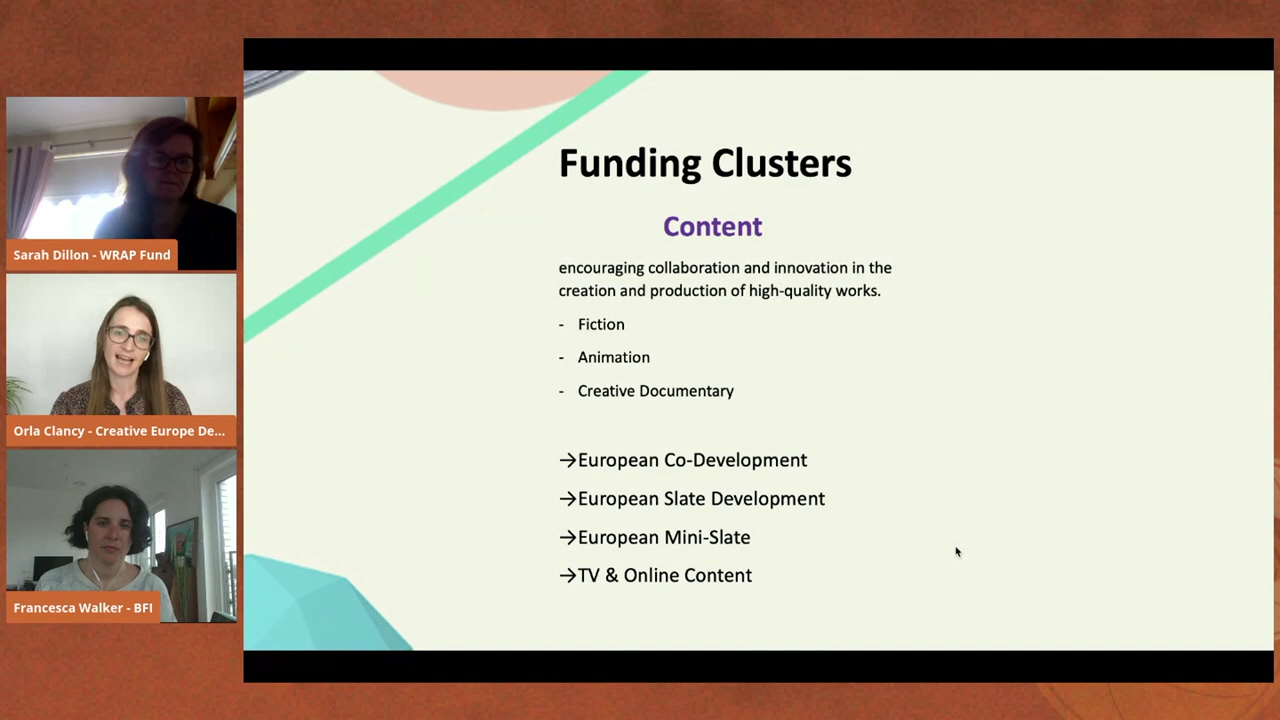 Sarah Dillon - WRAP Fund
Orla Clancy - Creative Europe De...
Francesca Walker - BFI
Funding Clusters
Content
encouraging collaboration and innovation in the
creation and production of high-quality works.
- Fiction
- Animation
- Creative Documentary
→European Co-Development
→European Slate Development
→European Mini-Slate
→TV & Online Content